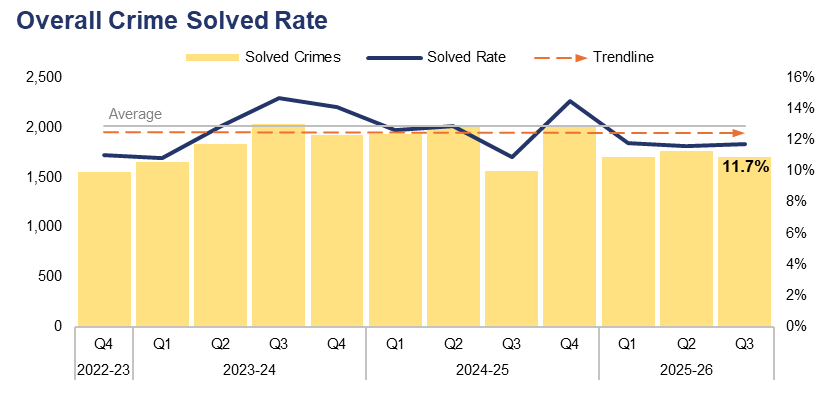 Overall Crime Solved Rate
Solved Crimes Solved Rate Trendline
2,500 16%
Average 14%
2,000 12%
1,500 10%
11.7%
1,000 8%
6%
500 4%
2%
0 0%
Q4 Q1 Q2 Q3 Q4 Q1 Q2 Q3 Q4 Q1 Q2 Q3
2022-23 2023-24 2024-25 2025-26